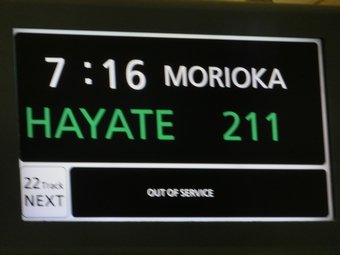 7:16 MORIOKA
HAYATE 211
22 Track
NEXT
OUT OF SERVICE